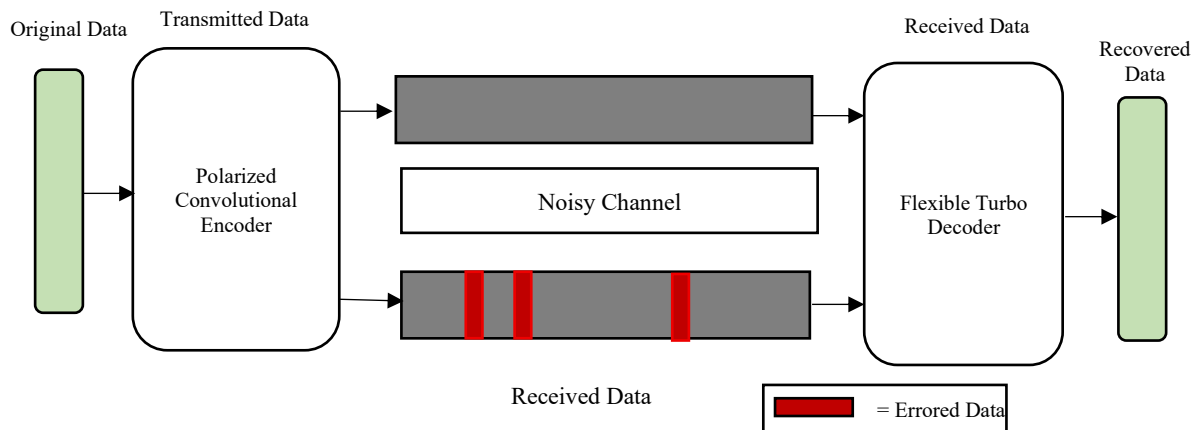 Original Data
Transmitted Data
Received Data
Recovered
Data
Polarized
Convolutional
Encoder
Noisy Channel
Flexible Turbo
Decoder
Received Data
= Errored Data